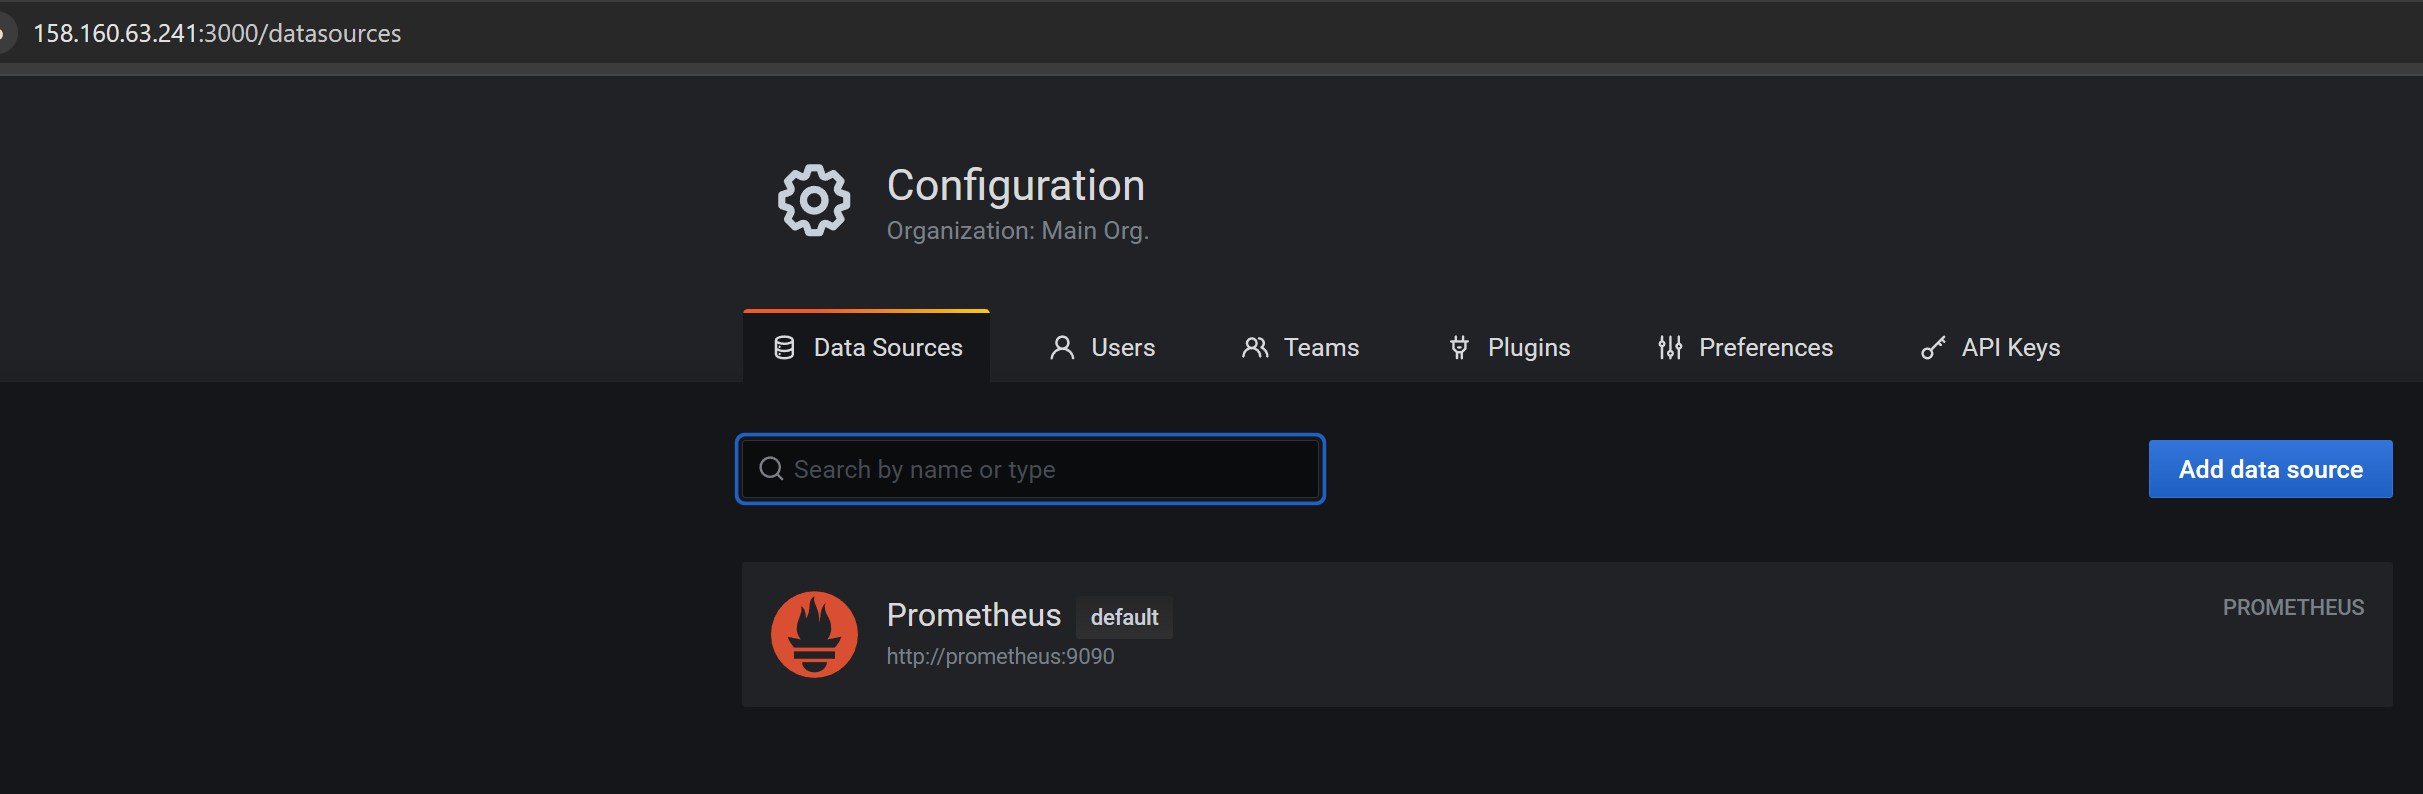 158.160.63.241:3000/datasources
Configuration
Organization: Main Org.
Data Sources Users Teams Plugins Preferences API Keys
Search by name or type
Add data source
Prometheus default
PROMETHEUS
http://prometheus:9090